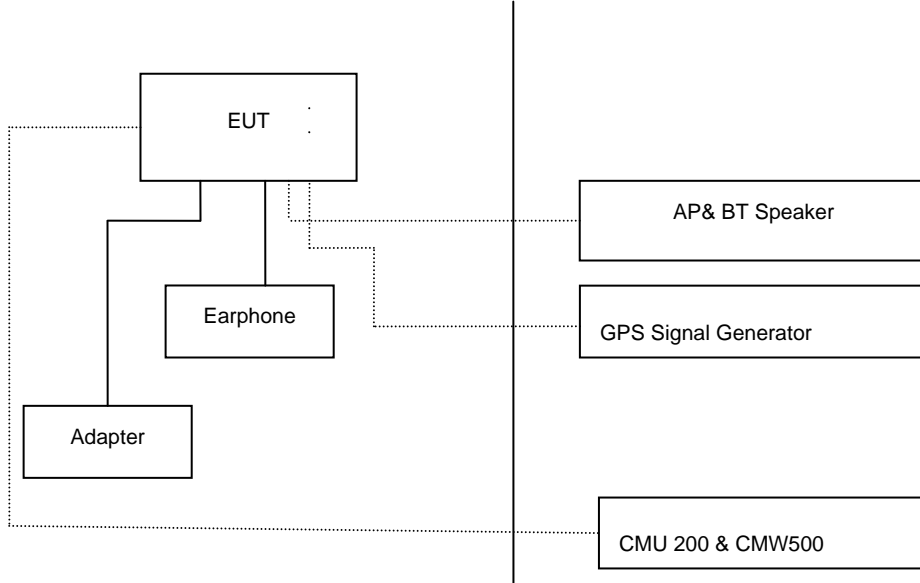 EUT
AP& BT Speaker
Earphone
GPS Signal Generator
Adapter
CMU 200 & CMW500